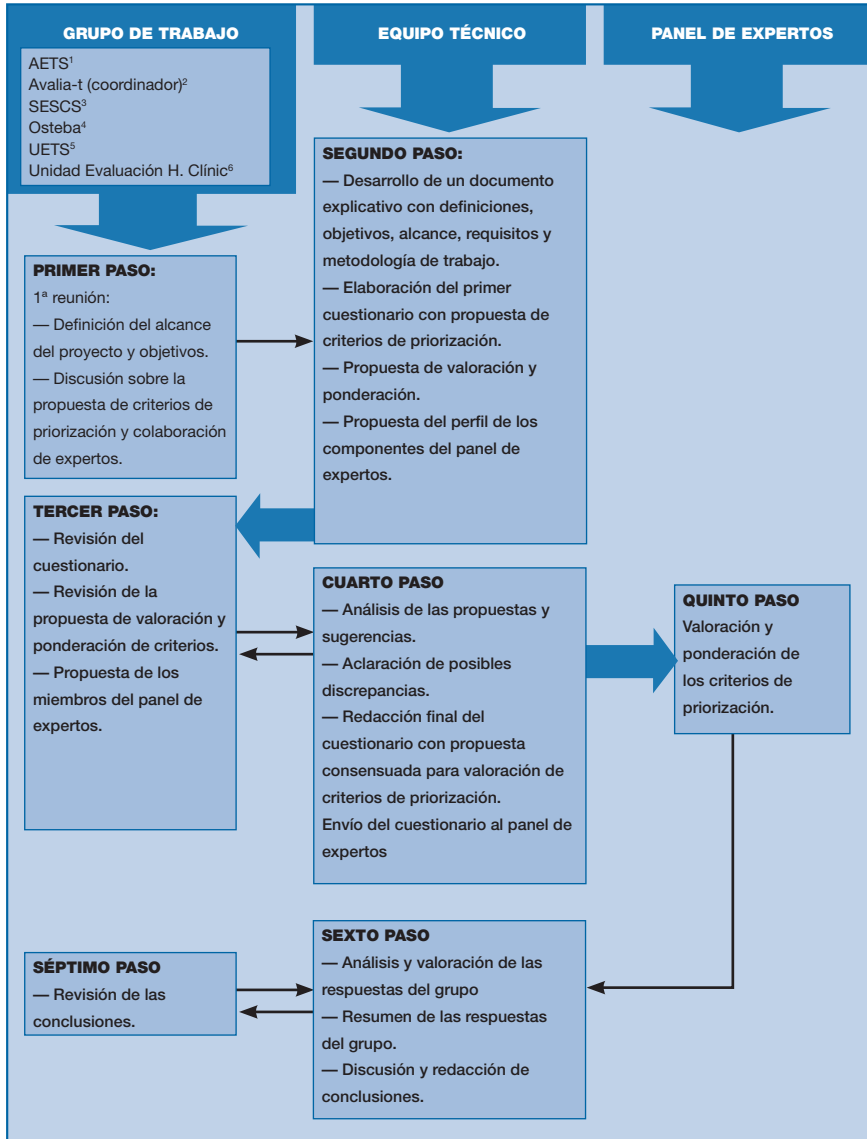 GRUPO DE TRABAJO
EQUIPO TÉCNICO
PANEL DE EXPERTOS
AETS¹
Avalia-t (coordinador)²
SESCS³
Osteba⁴
UETS⁵
Unidad Evaluación H. Clínic⁶
PRIMER PASO:
1ª reunión:
— Definición del alcance
del proyecto y objetivos.
— Discusión sobre la
propuesta de criterios de
priorización y colaboración
de expertos.
SEGUNDO PASO:
— Desarrollo de un documento
explicativo con definiciones,
objetivos, alcance, requisitos y
metodología de trabajo.
— Elaboración del primer
cuestionario con propuesta de
criterios de priorización.
— Propuesta de valoración y
ponderación.
— Propuesta del perfil de los
componentes del panel de
expertos.
TERCER PASO:
— Revisión del
cuestionario.
— Revisión de la
propuesta de valoración y
ponderación de criterios.
— Propuesta de los
miembros del panel de
expertos.
CUARTO PASO
— Análisis de las propuestas y
sugerencias.
— Aclaración de posibles
discrepancias.
— Redacción final del
cuestionario con propuesta
consensuada para valoración de
criterios de priorización.
Envío del cuestionario al panel de
expertos
QUINTO PASO
Valoración y
ponderación de
los criterios de
priorización.
SEXTO PASO
— Análisis y valoración de las
respuestas del grupo
— Resumen de las respuestas
del grupo.
— Discusión y redacción de
conclusiones.
SÉPTIMO PASO
— Revisión de las
conclusiones.